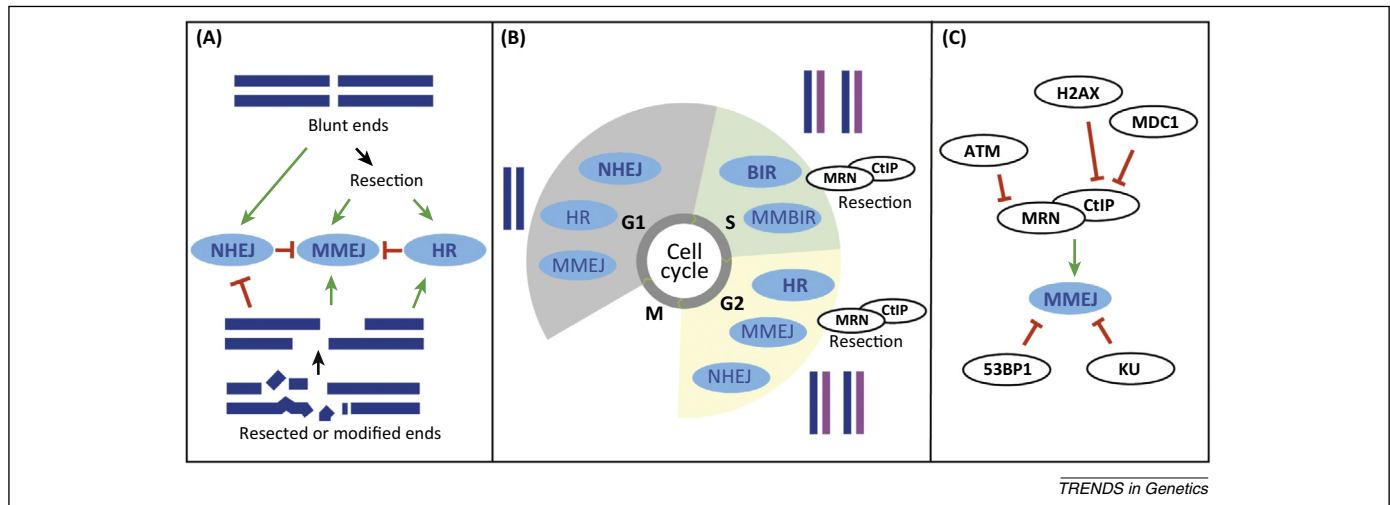 (A)
Blunt ends
Resection
NHEJ
MMEJ
HR
Resected or modified ends
(B)
NHEJ
HR
MMEJ
G1
BIR
MMBIR
S
MRN
CtIP
Resection
Cell
cycle
M
G2
HR
MMEJ
NHEJ
MRN
CtIP
Resection
(C)
H2AX
MDC1
ATM
MRN
CtIP
MMEJ
53BP1
KU
TRENDS in Genetics